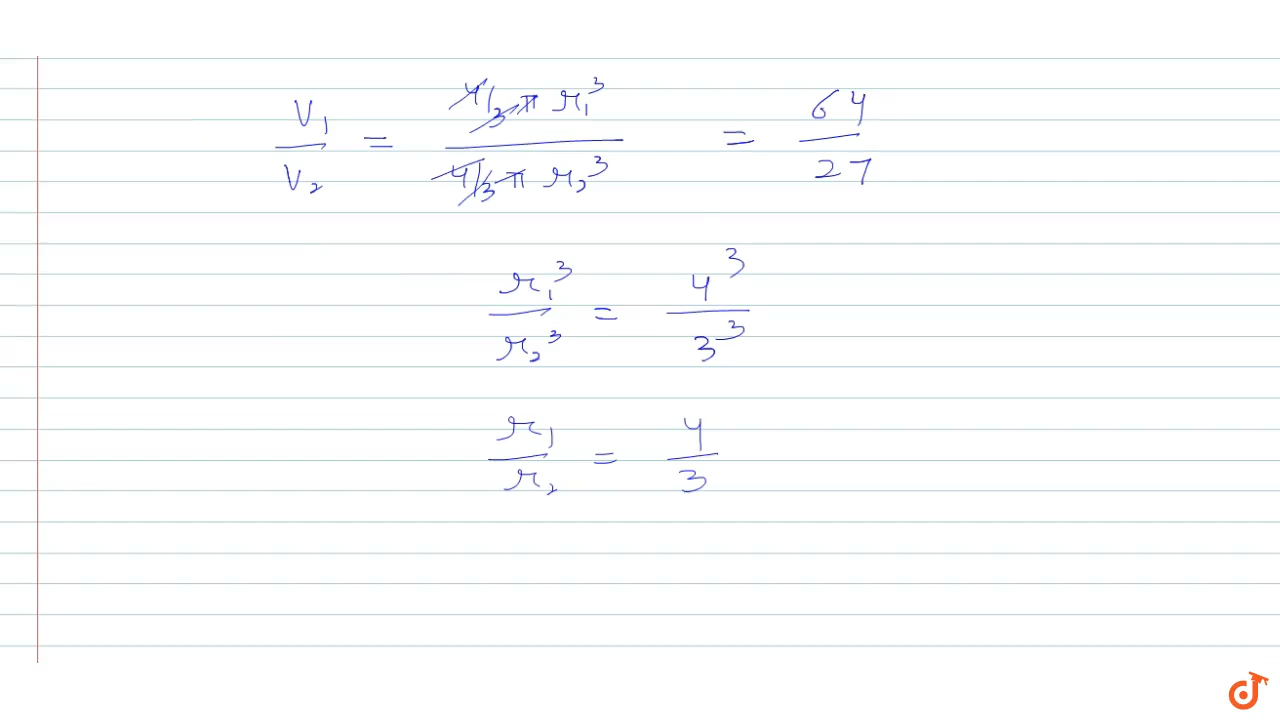 V₁/V₂ = (4/3 π r₁³)/(4/3 π r₂³) = 64/27
r₁³/r₂³ = 4³/3³
r₁/r₂ = 4/3